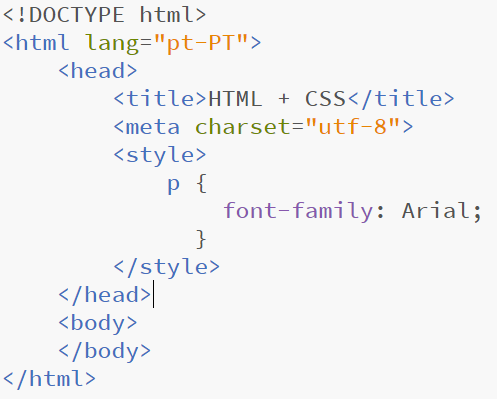 <!DOCTYPE html>
<html lang="pt-PT">
    <head>
        <title>HTML + CSS</title>
        <meta charset="utf-8">
        <style>
            p {
                font-family: Arial;
              }
        </style>
    </head>
    <body>
    </body>
</html>